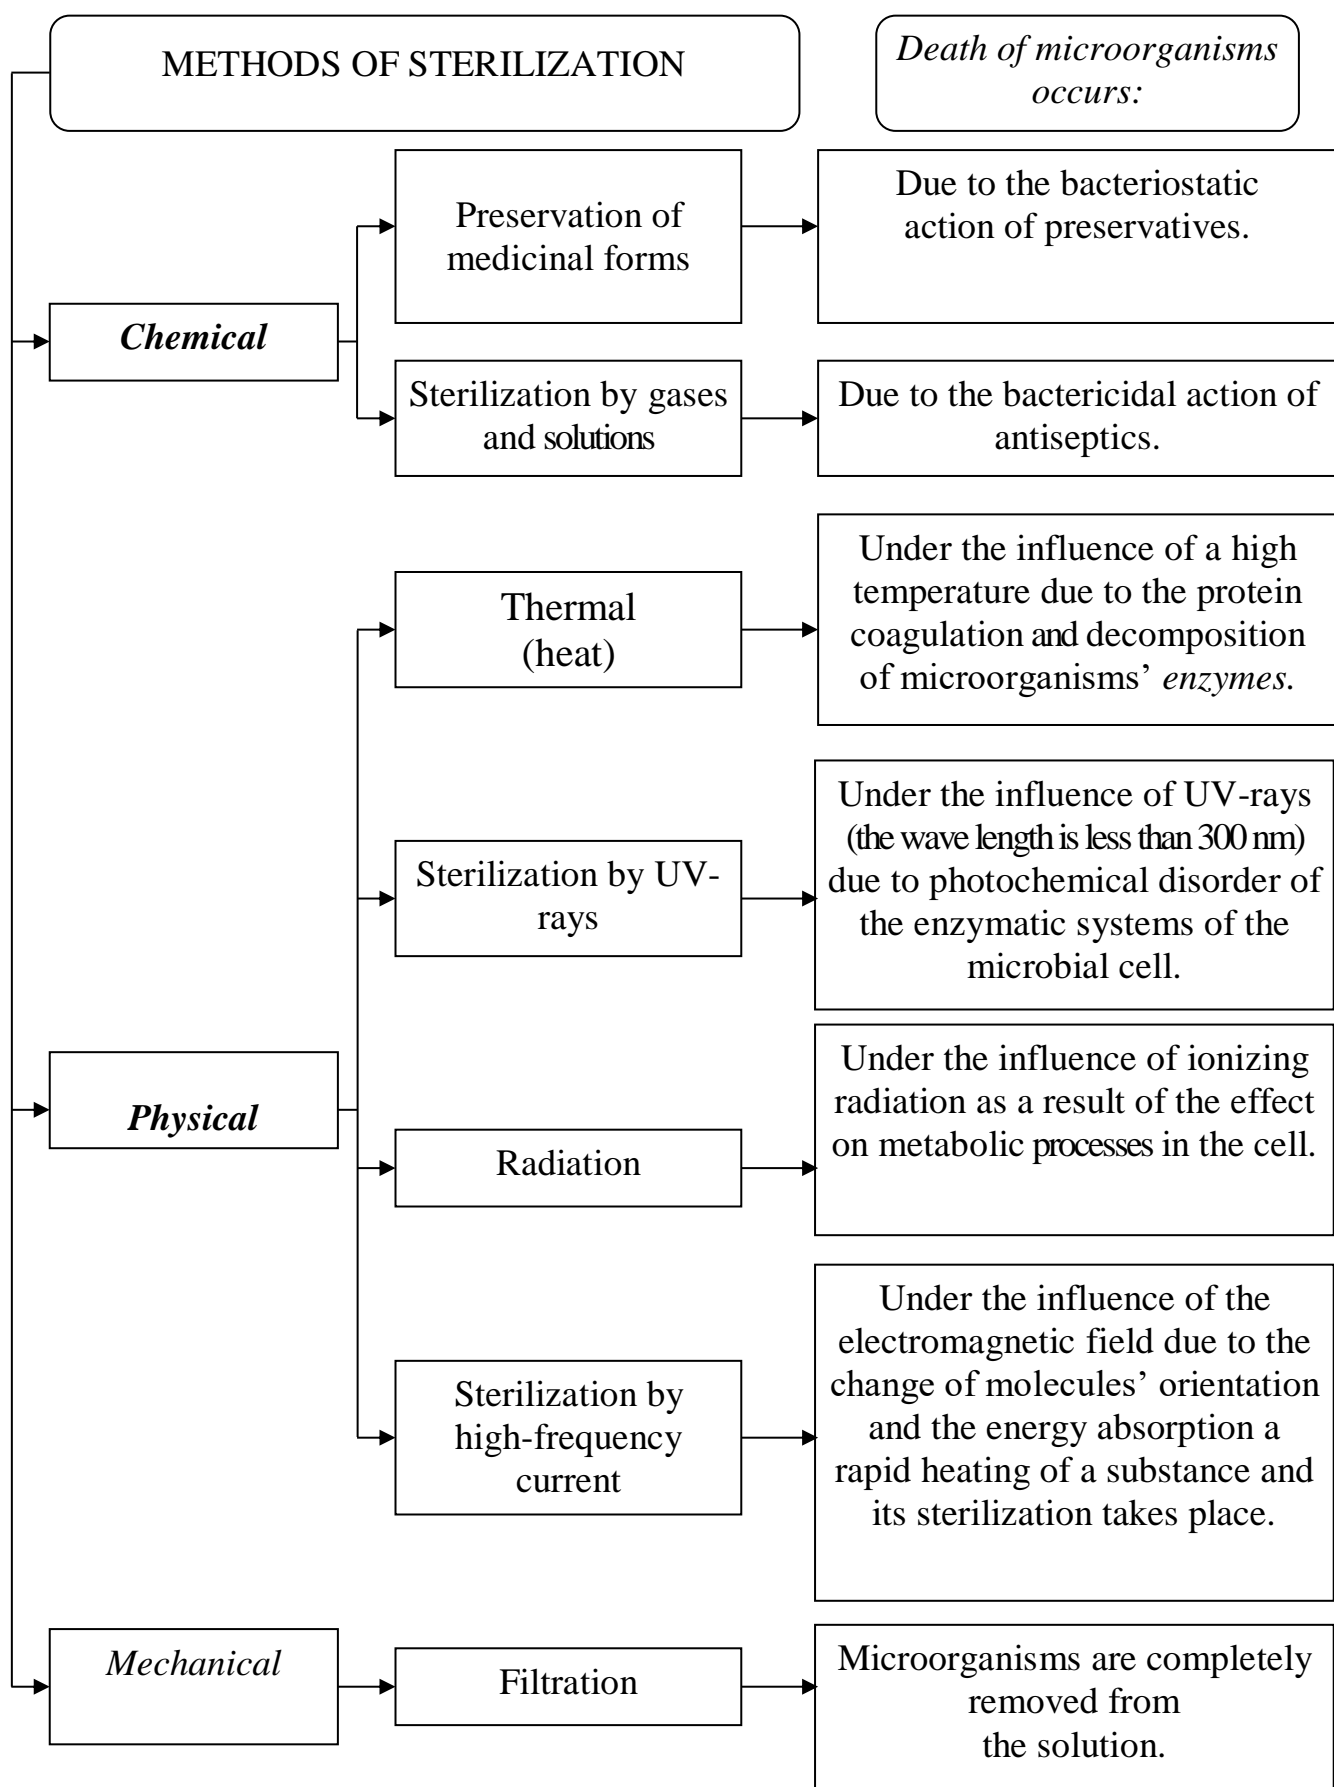 METHODS OF STERILIZATION
Death of microorganisms
occurs:
Chemical
Preservation of
medicinal forms
Due to the bacteriostatic
action of preservatives.
Sterilization by gases
and solutions
Due to the bactericidal action of
antiseptics.
Physical
Thermal
(heat)
Under the influence of a high
temperature due to the protein
coagulation and decomposition
of microorganisms’ enzymes.
Sterilization by UV-
rays
Under the influence of UV-rays
(the wave length is less than 300 nm)
due to photochemical disorder of
the enzymatic systems of the
microbial cell.
Radiation
Under the influence of ionizing
radiation as a result of the effect
on metabolic processes in the cell.
Sterilization by
high-frequency
current
Under the influence of the
electromagnetic field due to the
change of molecules’ orientation
and the energy absorption a
rapid heating of a substance and
its sterilization takes place.
Mechanical
Filtration
Microorganisms are completely
removed from
the solution.